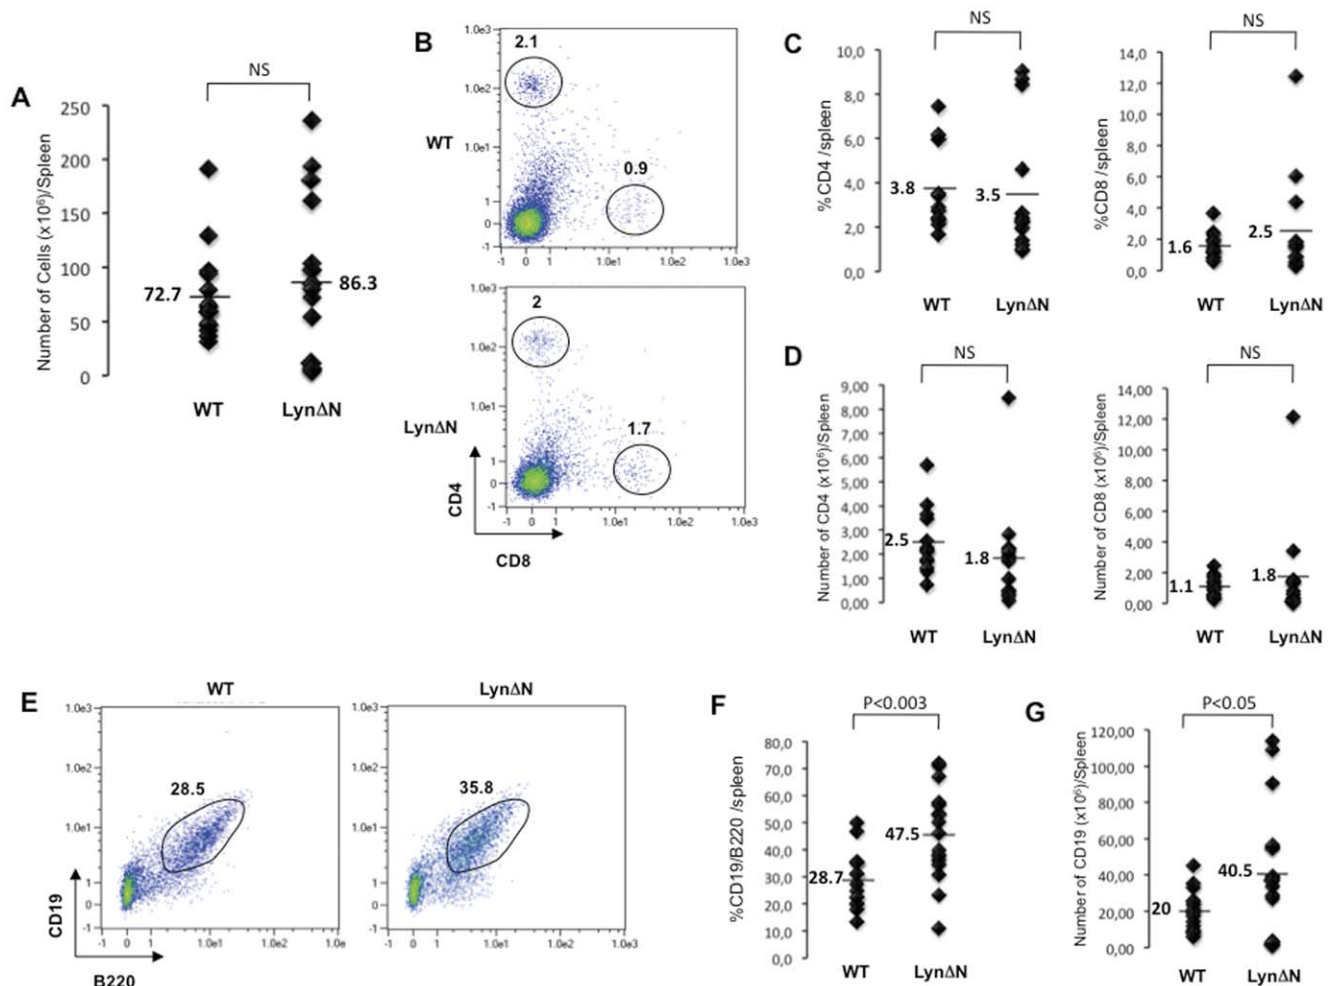 A
NS
Number of Cells (x10⁶)/Spleen
250
200
150
100
50
0
72.7
86.3
WT
LynΔN
B
WT
1.0e3
1.0e2
1.0e1
1
0
-1
2.1
0.9
-1 0 1 1.0e1 1.0e2 1.0e3
LynΔN
1.0e3
1.0e2
1.0e1
1
0
-1
2
1.7
-1 0 1 1.0e1 1.0e2 1.0e3
CD4
CD8
C
NS
%CD4 /spleen
10,0
8,0
6,0
4,0
2,0
0,0
3.8
3.5
WT
LynΔN
NS
%CD8 /spleen
14,0
12,0
10,0
8,0
6,0
4,0
2,0
0,0
1.6
2.5
WT
LynΔN
D
NS
Number of CD4 (x10⁶)/Spleen
9,00
8,00
7,00
6,00
5,00
4,00
3,00
2,00
1,00
0,00
2.5
1.8
WT
LynΔN
NS
Number of CD8 (x10⁶)/Spleen
14,00
12,00
10,00
8,00
6,00
4,00
2,00
0,00
1.1
1.8
WT
LynΔN
E
WT
1.0e3
1.0e2
1.0e1
1
0
-1
28.5
-1 0 1 1.0e1 1.0e2 1.0e
LynΔN
1.0e3
1.0e2
1.0e1
1
0
-1
35.8
-1 0 1 1.0e1 1.0e2 1.0e3
CD19
B220
F
P<0.003
%CD19/B220 /spleen
80,0
70,0
60,0
50,0
40,0
30,0
20,0
10,0
0,0
28.7
47.5
WT
LynΔN
G
P<0.05
Number of CD19 (x10⁶)/Spleen
120,00
100,00
80,00
60,00
40,00
20,00
0,00
20
40.5
WT
LynΔN